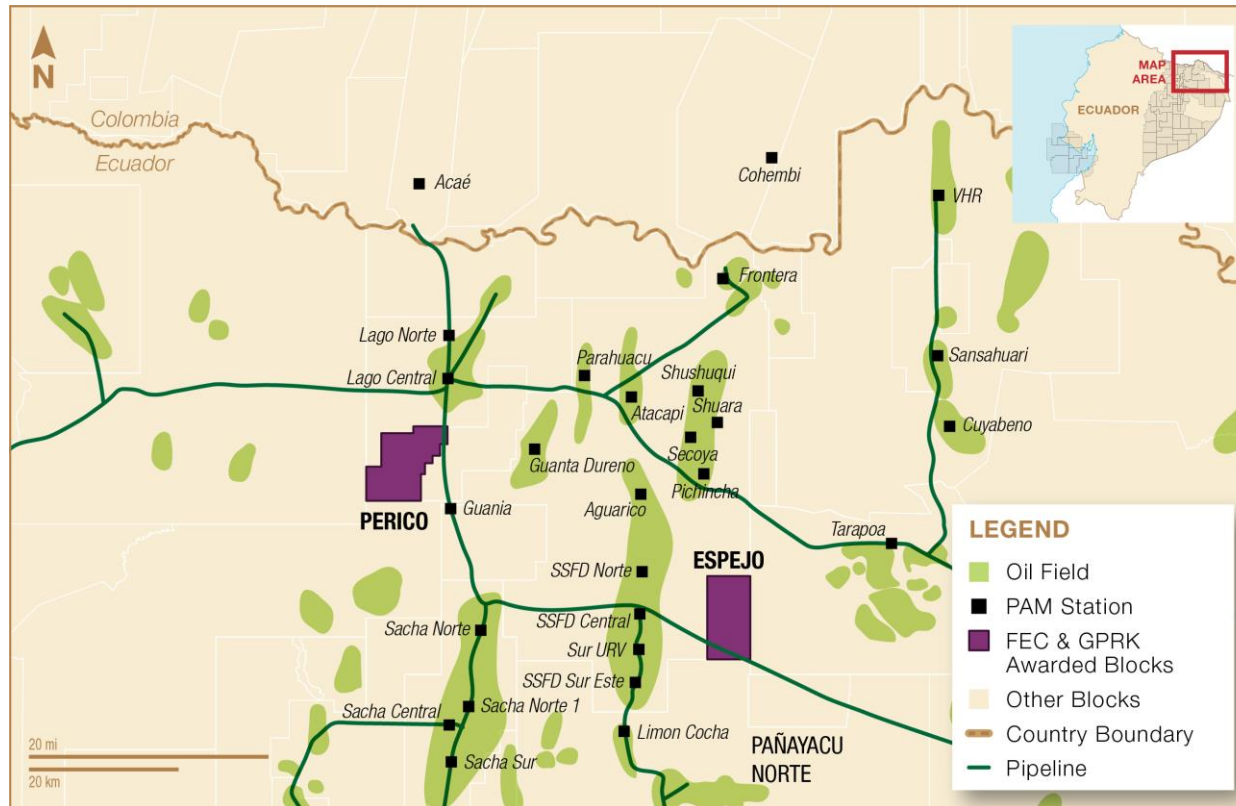 N
Colombia
Ecuador
MAP
AREA
ECUADOR
Acaé
Cohembi
VHR
Frontera
Lago Norte
Parahuacu
Sansahuari
Lago Central
Shushuqui
Atacapi
Shuara
Cuyabeno
Secoya
Guanta Dureno
Pichincha
Aguarico
Guania
PERICO
Tarapoa
SSFD Norte
ESPEJO
SSFD Central
Sacha Norte
Sur URV
SSFD Sur Este
Sacha Norte 1
Sacha Central
Limon Cocha
Sacha Sur
PAÑAYACU
NORTE
20 mi
20 km
LEGEND
Oil Field
PAM Station
FEC & GPRK
Awarded Blocks
Other Blocks
Country Boundary
Pipeline